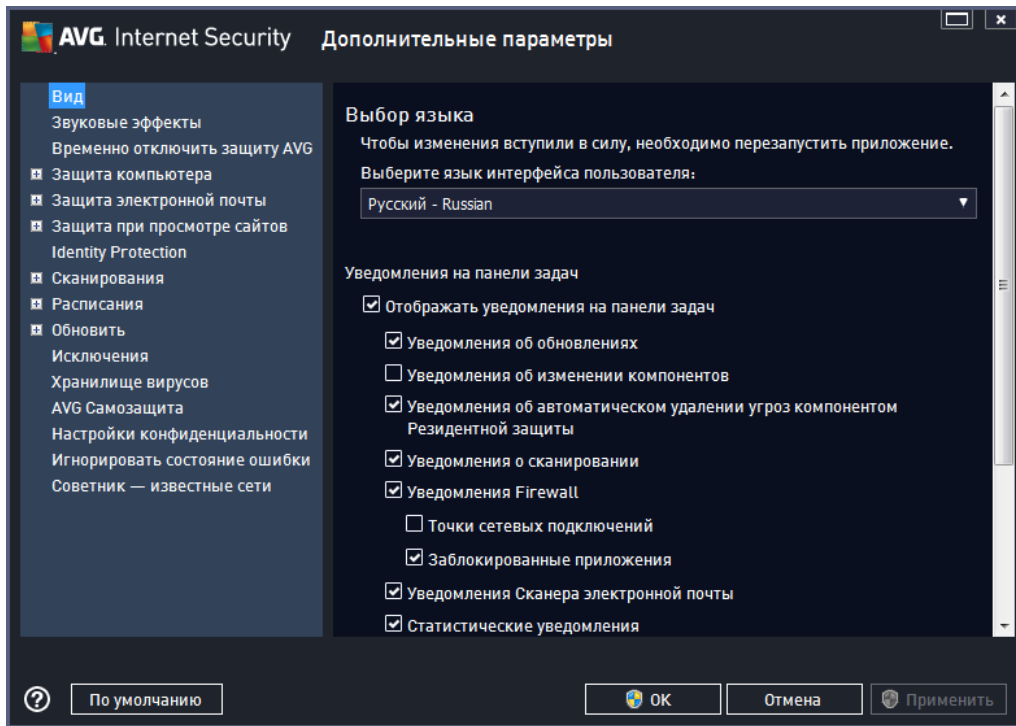 AVG. Internet Security
Дополнительные параметры
Вид
Звуковые эффекты
Временно отключить защиту AVG
Защита компьютера
Защита электронной почты
Защита при просмотре сайтов
Identity Protection
Сканирования
Расписания
Обновить
Исключения
Хранилище вирусов
AVG Самозащита
Настройки конфиденциальности
Игнорировать состояние ошибки
Советник — известные сети
Выбор языка
Чтобы изменения вступили в силу, необходимо перезапустить приложение.
Выберите язык интерфейса пользователя:
Русский - Russian
Уведомления на панели задач
Отображать уведомления на панели задач
Уведомления об обновлениях
Уведомления об изменении компонентов
Уведомления об автоматическом удалении угроз компонентом
Резидентной защиты
Уведомления о сканировании
Уведомления Firewall
Точки сетевых подключений
Заблокированные приложения
Уведомления Сканера электронной почты
Статистические уведомления
По умолчанию
ОК
Отмена
Применить